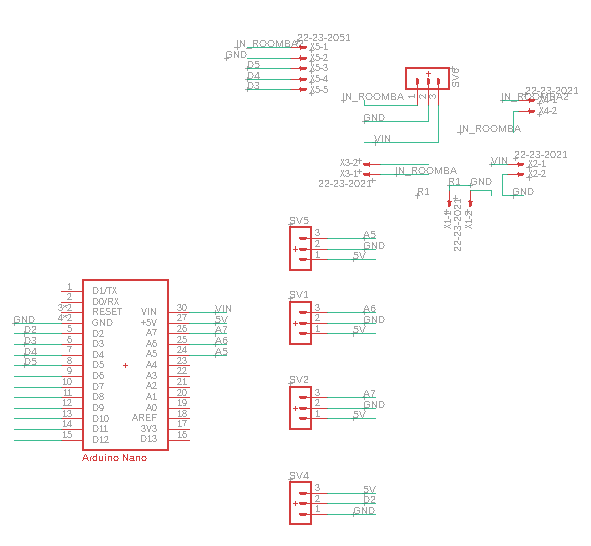 22-23-2051
IN_ROOMBA2 X5-1
GND X5-2
D5 X5-3
D4 X5-4
D3 X5-5
SV6
1 2 3
IN_ROOMBA
GND
VIN
22-23-2021
IN_ROOMBA2 X4-1
X4-2
IN_ROOMBA
X3-2
X3-1 IN_ROOMBA
22-23-2021
22-23-2021
VIN X2-1
X2-2
GND
R1 GND
R1
X1-1 X1-2
22-23-2021
SV5
3 A5
2 GND
1 5V
SV1
3 A6
2 GND
1 5V
SV2
3 A7
2 GND
1 5V
SV4
3 5V
2 D2
1 GND
1 D1/TX
2 D0/RX
3*2 RESET VIN 30 VIN
GND 4*2 GND +5V 27 5V
D2 5 D2 A7 26 A7
D3 6 D3 A6 25 A6
D4 7 D4 A5 24 A5
D5 8 D5 A4 23
9 D6 A3 22
10 D7 A2 21
11 D8 A1 20
12 D9 A0 19
13 D10 AREF 18
14 D11 3V3 17
15 D12 D13 16
Arduino Nano